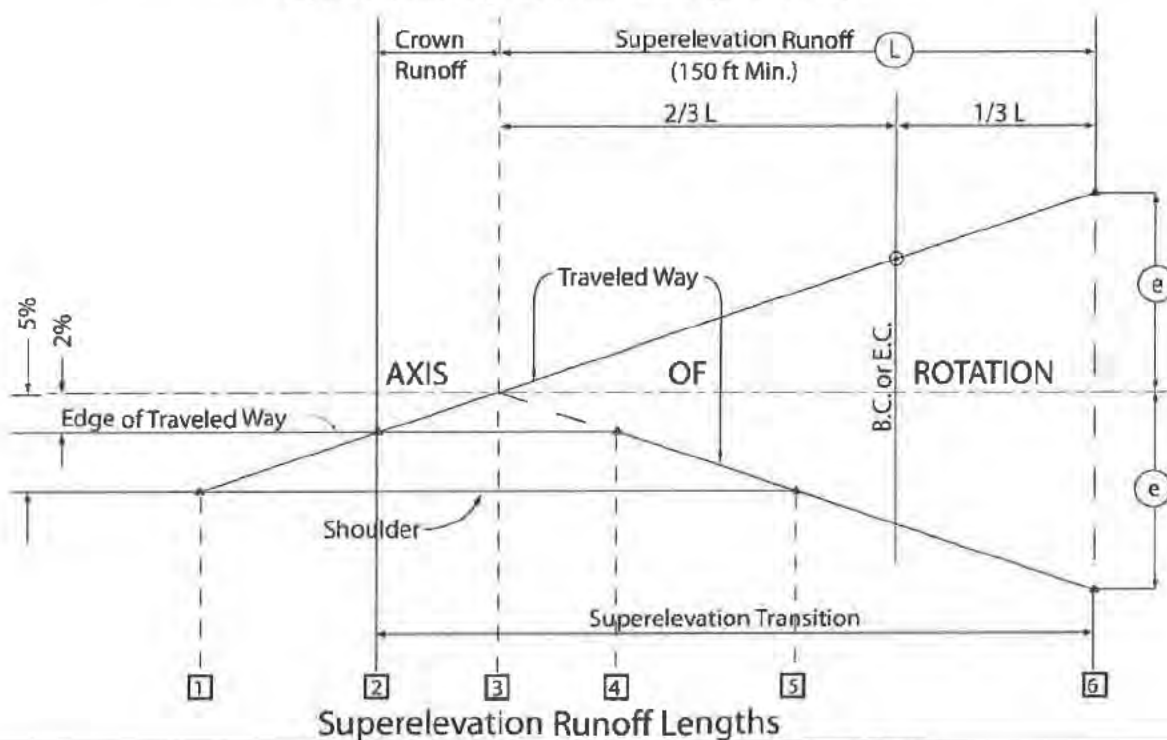 Crown
Runoff
Superelevation Runoff
(150 ft Min.)
L
2/3 L
1/3 L
Traveled Way
5%
2%
e
AXIS OF ROTATION
B.C. or E.C.
Edge of Traveled Way
e
Shoulder
Superelevation Transition
1 2 3 4 5 6
Superelevation Runoff Lengths